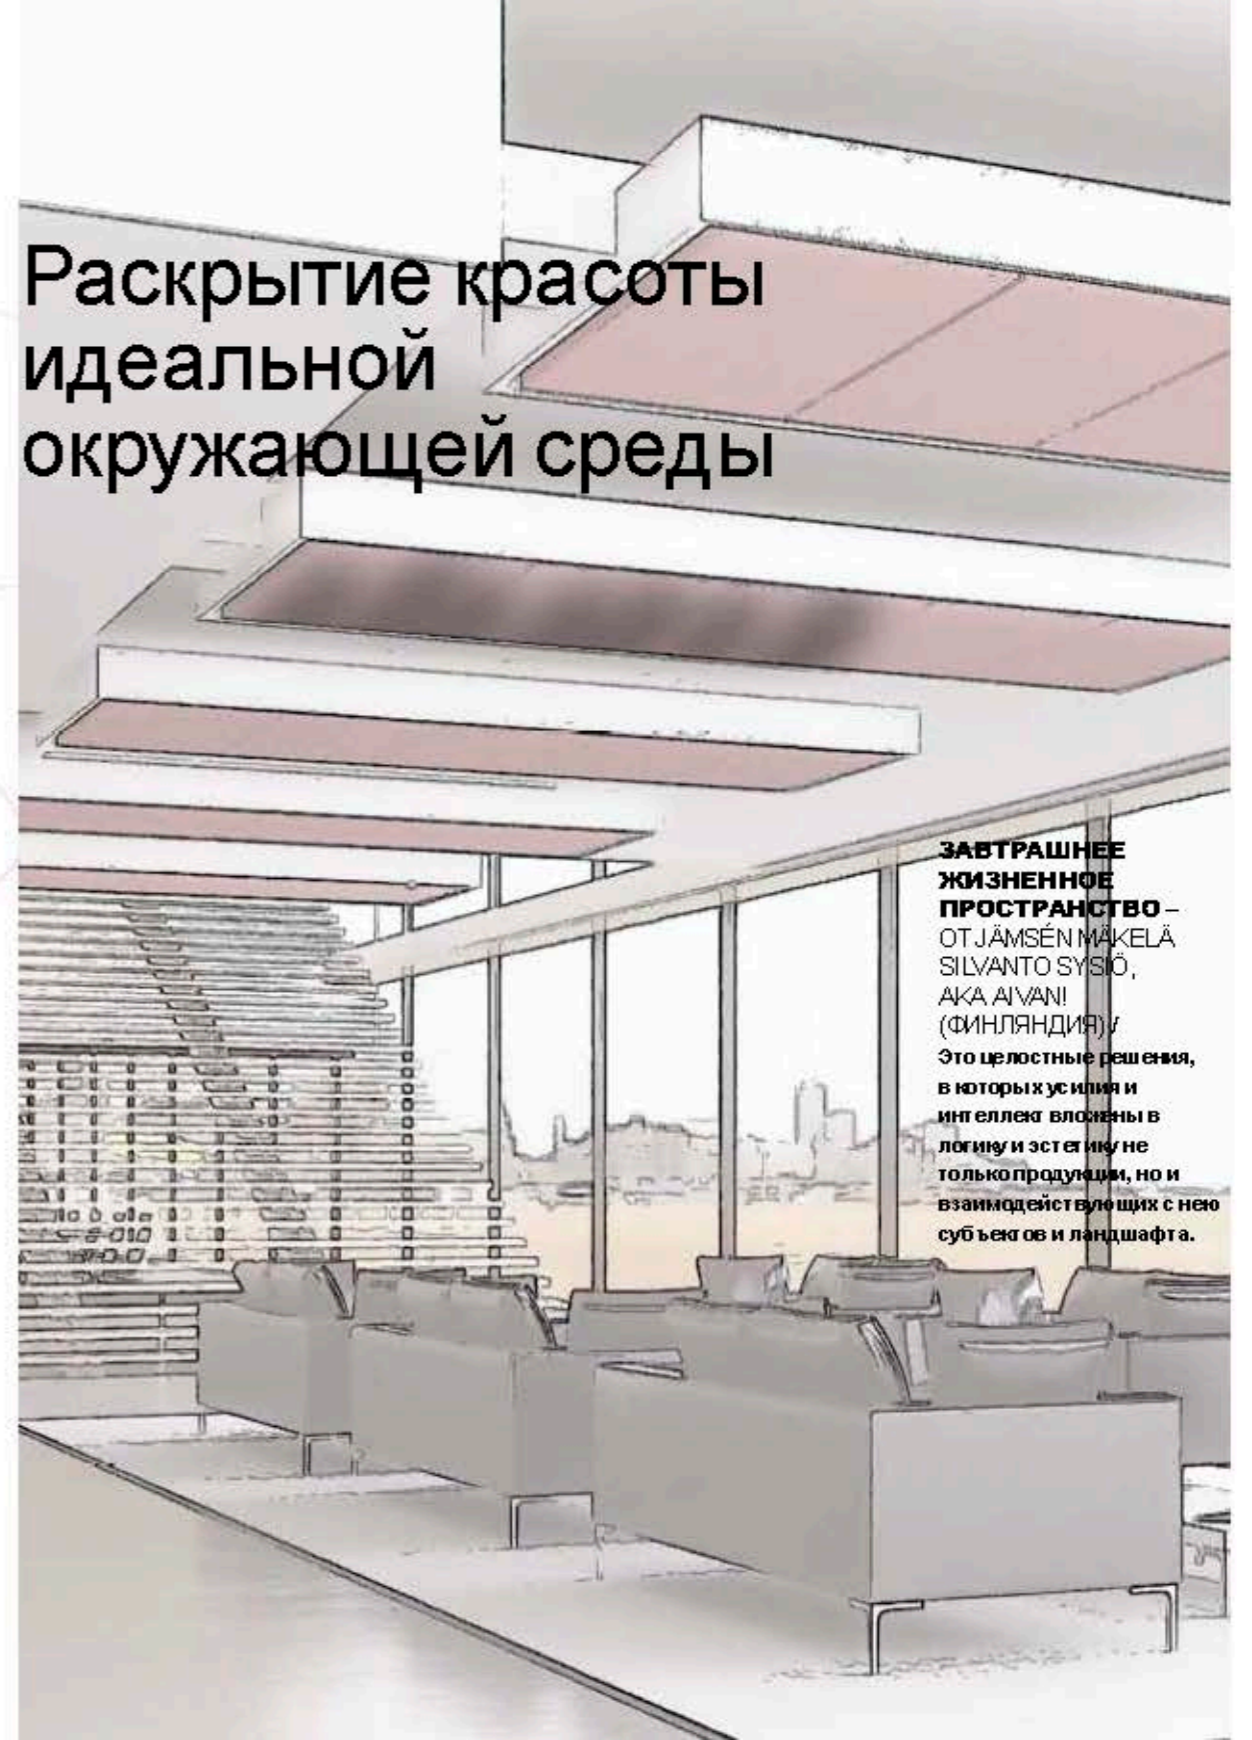 Раскрытие красоты
идеальной
окружающей среды
ЗАВТРАШНЕЕ
ЖИЗНЕННОЕ
ПРОСТРАНСТВО –
ОТ JÄMSÉN MÄKELÄ
SILVANTO SYSIÖ,
AKA AIVAN!
(ФИНЛЯНДИЯ) /
Это целостные решения,
в которых усилия и
интеллект вложены в
логику и эстетику не
только продукции, но и
взаимодействующих с нею
субъектов и ландшафта.